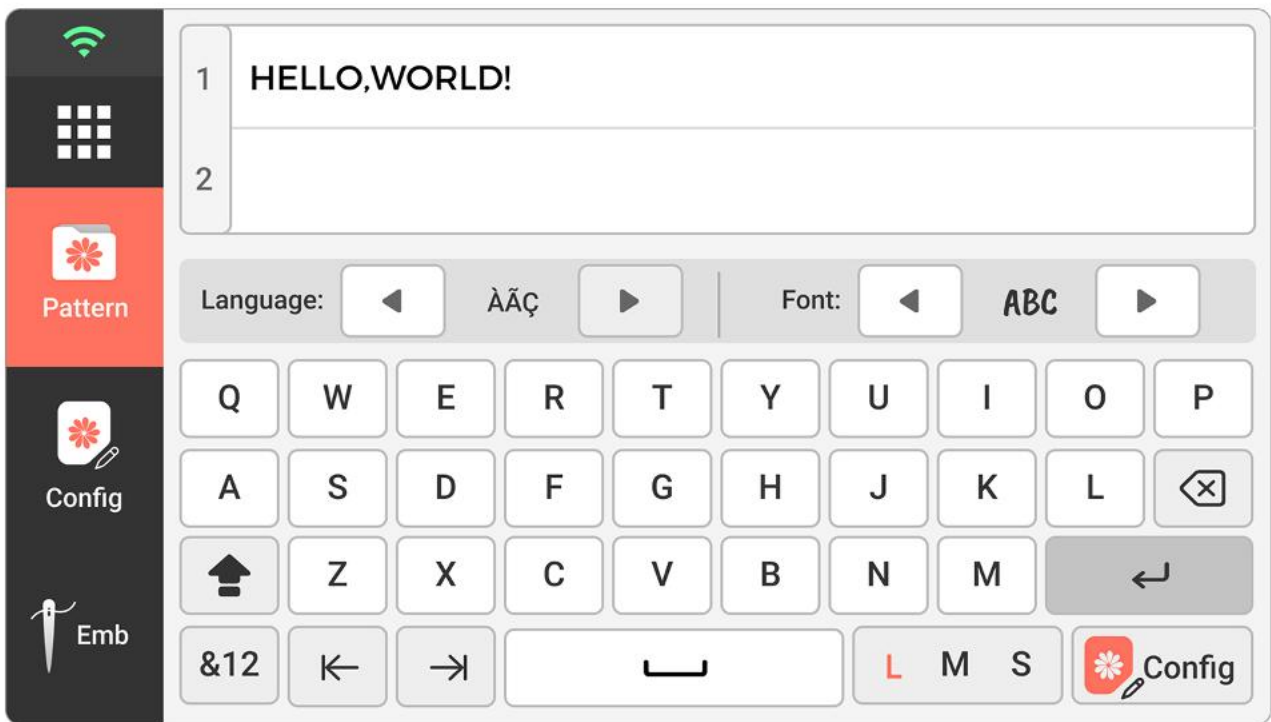 1 HELLO,WORLD!
2
Pattern
Language: ÀÃÇ Font: ABC
Q W E R T Y U I O P
Config
A S D F G H J K L
Z X C V B N M
Emb
&12 L M S Config